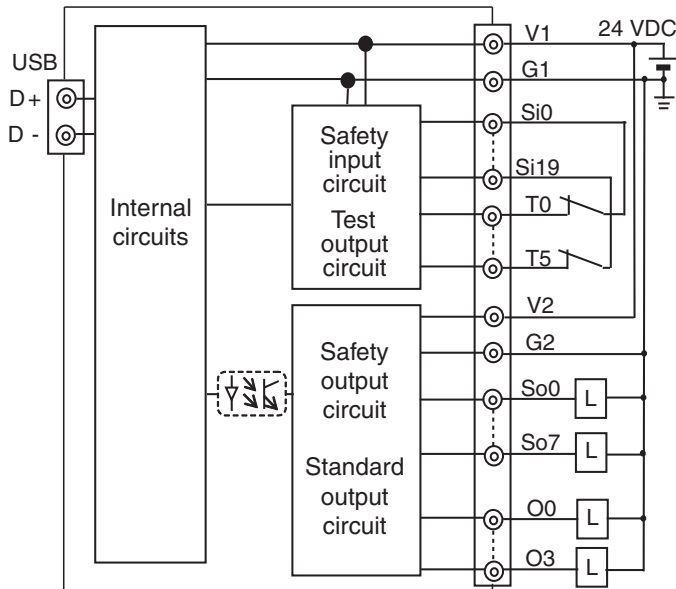 V1
24 VDC
USB
G1
D+
Si0
D -
Safety
input
circuit
Si19
Internal
circuits
Test
output
circuit
T0
T5
V2
Safety
output
circuit
G2
So0
L
Standard
output
circuit
So7
L
O0
L
O3
L